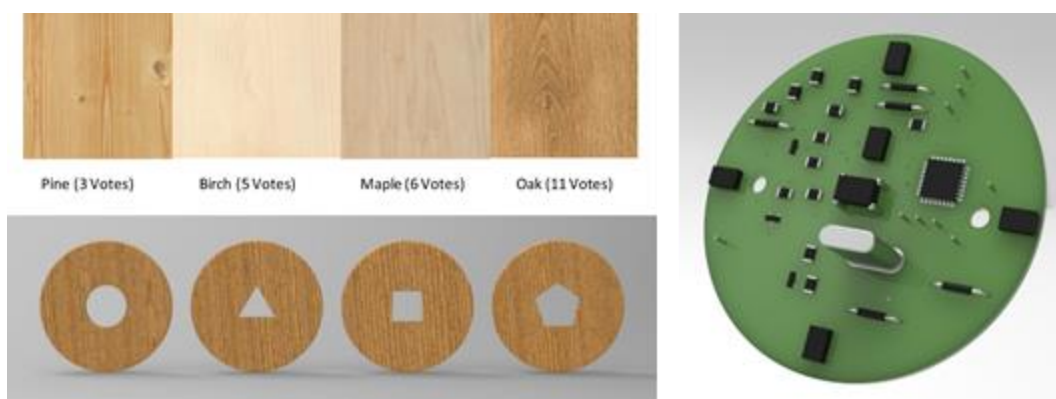 Pine (3 Votes)
Birch (5 Votes)
Maple (6 Votes)
Oak (11 Votes)